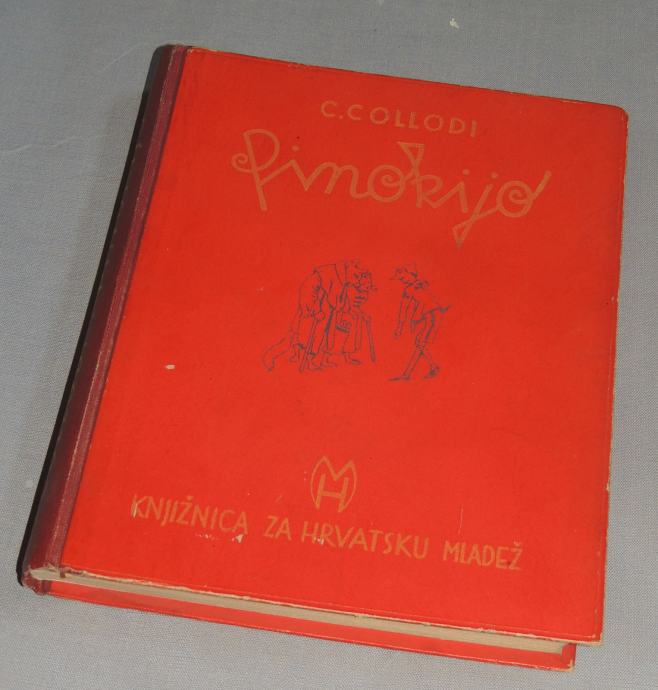 C. COLLODI
Pinokijo
MH
KNJIŽNICA ZA HRVATSKU MLADEŽ